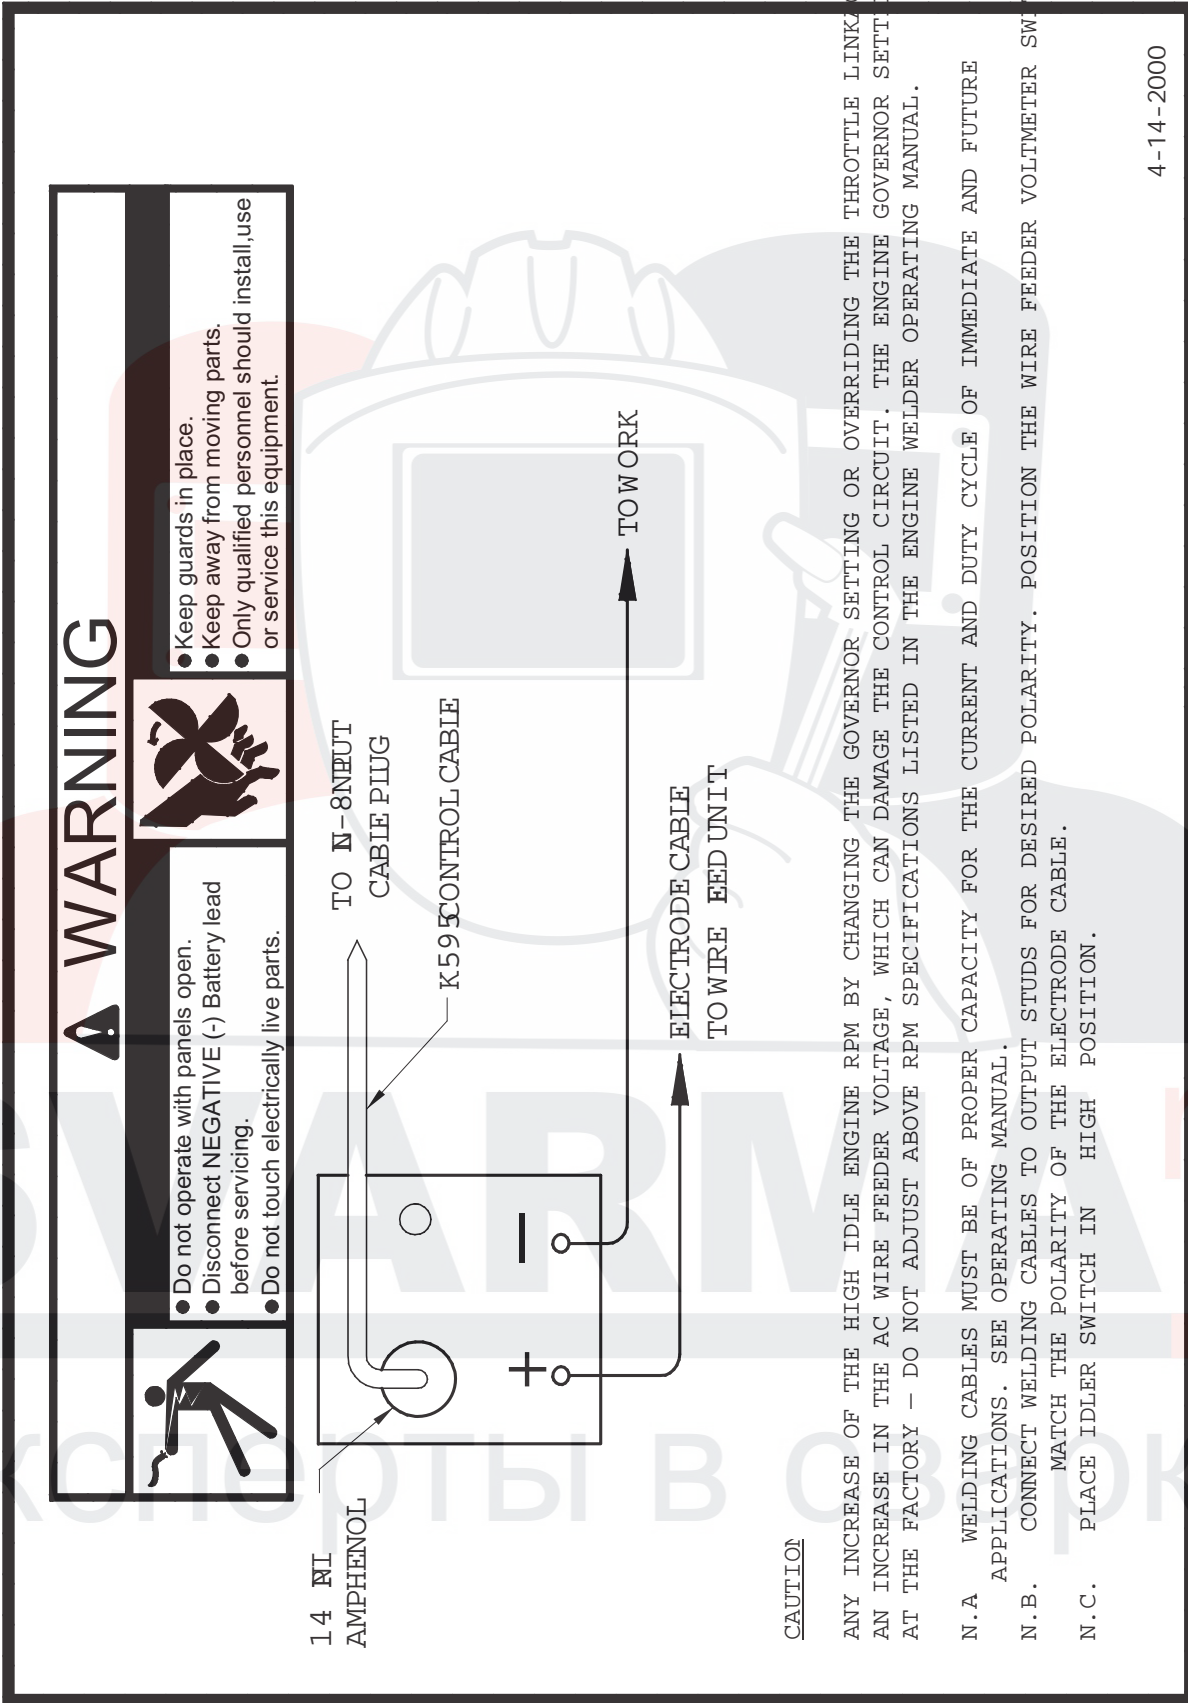 WARNING
● Do not operate with panels open.
● Disconnect NEGATIVE (-) Battery lead
before servicing.
● Do not touch electrically live parts.
● Keep guards in place.
● Keep away from moving parts.
● Only qualified personnel should install,use
or service this equipment.
14
AMPHENOL
TO
CABLE PLUG
K595 CONTROL CABLE
+
−
ELECTRODE CABLE
TO WIRE UNIT
TO WORK
CAUTION
ANY INCREASE OF THE HIGH IDLE ENGINE RPM BY CHANGING THE GOVERNOR SETTING OR OVERRIDING THE THROTTLE
AN INCREASE IN THE AC WIRE FEEDER VOLTAGE, WHICH CAN DAMAGE THE CONTROL CIRCUIT. THE ENGINE GOVERNOR
AT THE FACTORY — DO NOT ADJUST ABOVE RPM SPECIFICATIONS LISTED IN THE ENGINE WELDER OPERATING MANUAL.
N.A WELDING CABLES MUST BE OF PROPER CAPACITY FOR THE CURRENT AND DUTY CYCLE OF IMMEDIATE AND FUTURE
APPLICATIONS. SEE OPERATING MANUAL.
N.B. CONNECT WELDING CABLES TO OUTPUT STUDS FOR DESIRED POLARITY. POSITION THE WIRE FEEDER VOLTMETER
MATCH THE POLARITY OF THE ELECTRODE CABLE.
N.C. PLACE IDLER SWITCH IN HIGH POSITION.
4-14-2000
SVARMA
эксперты в